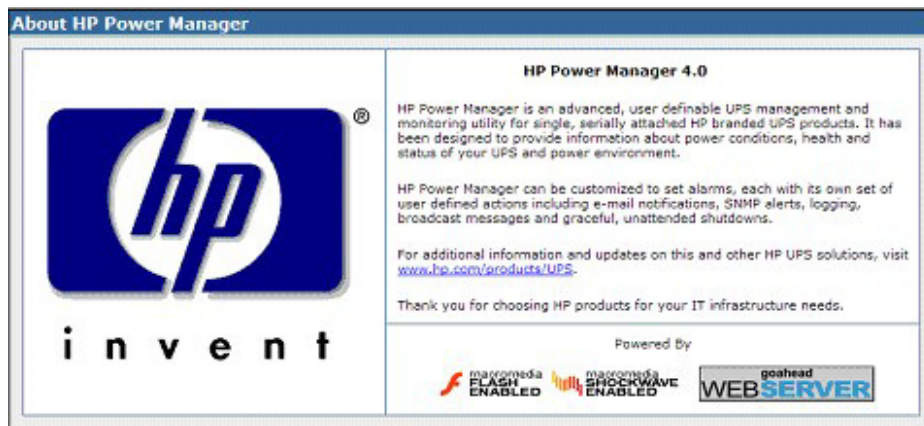 About HP Power Manager
hp
®
i n v e n t
HP Power Manager 4.0
HP Power Manager is an advanced, user definable UPS management and
monitoring utility for single, serially attached HP branded UPS products. It has
been designed to provide information about power conditions, health and
status of your UPS and power environment.
HP Power Manager can be customized to set alarms, each with its own set of
user defined actions including e-mail notifications, SNMP alerts, logging,
broadcast messages and graceful, unattended shutdowns.
For additional information and updates on this and other HP UPS solutions, visit
www.hp.com/products/UPS.
Thank you for choosing HP products for your IT infrastructure needs.
Powered By
macromedia
FLASH
ENABLED
macromedia
SHOCKWAVE
ENABLED
goahead
WEBSERVER